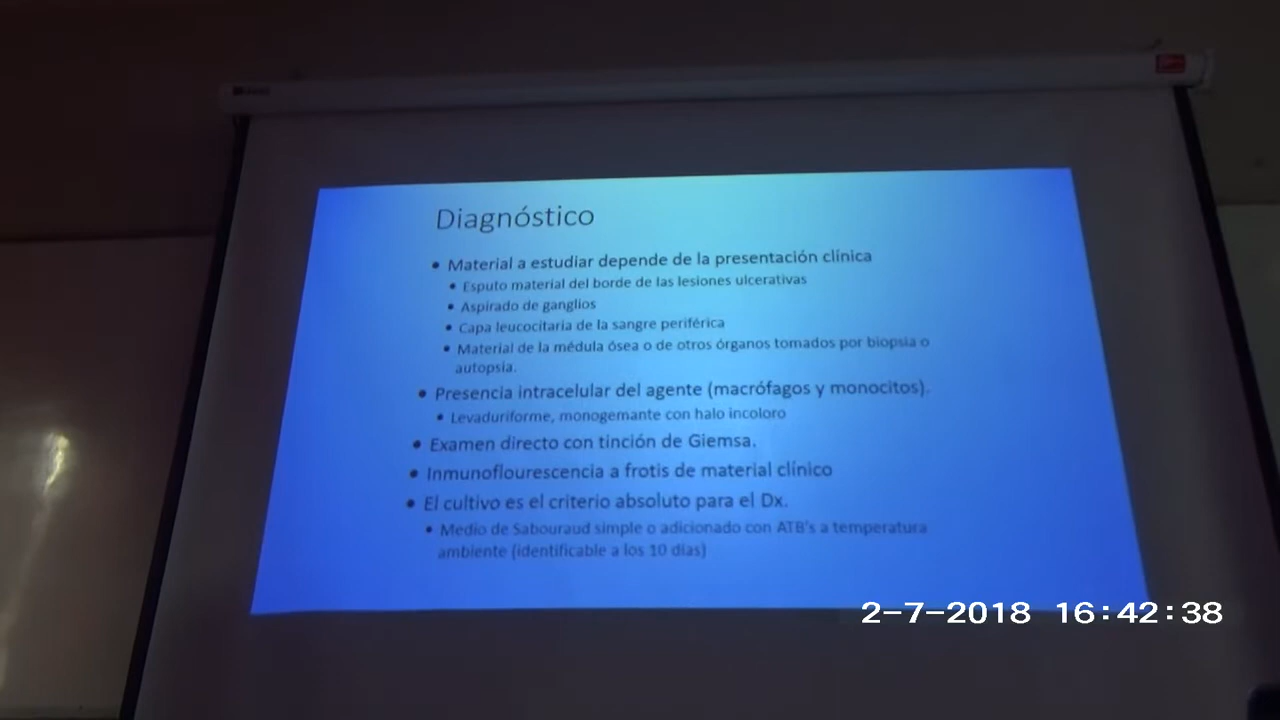 Diagnóstico
• Material a estudiar depende de la presentación clínica
• Esputo material del borde de las lesiones ulcerativas
• Aspirado de ganglios
• Capa leucocitaria de la sangre periférica
• Material de la médula ósea o de otros órganos tomados por biopsia o
autopsia.
• Presencia intracelular del agente (macrófagos y monocitos).
• Levaduriforme, monogemante con halo incoloro
• Examen directo con tinción de Giemsa.
• Inmunoflourescencia a frotis de material clínico
• El cultivo es el criterio absoluto para el Dx.
• Medio de Sabouraud simple o adicionado con ATB's a temperatura
ambiente (identificable a los 10 días)
2-7-2018 16:42:38